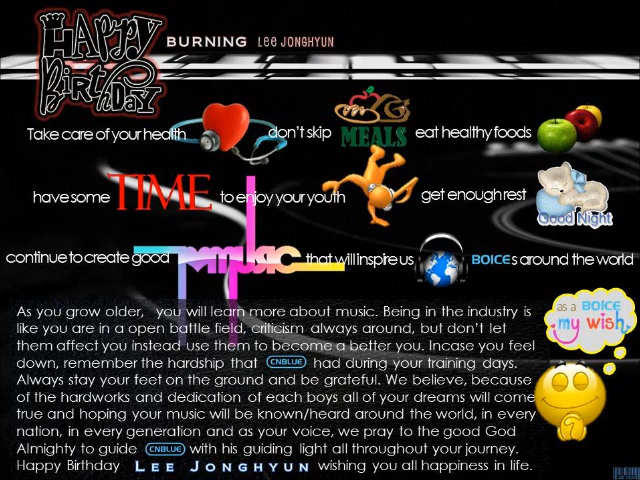 Happy Birthday BURNING LEE JONGHYUN
Take care of your health don't skip MEALS eat healthy foods
have some TIME to enjoy your youth get enough rest Good Night
continue to create good music that will inspire us BOICEs around the world
as a BOICE my wish
As you grow older, you will learn more about music. Being in the industry is
like you are in a open battle field, criticism always around, but don't let
them affect you instead use them to become a better you. Incase you feel
down, remember the hardship that CNBLUE had during your training days.
Always stay your feet on the ground and be grateful. We believe, because
of the hardworks and dedication of each boys all of your dreams will come
true and hoping your music will be known/heard around the world, in every
nation, in every generation and as your voice, we pray to the good God
Almighty to guide CNBLUE with his guiding light all throughout your journey.
Happy Birthday LEE JONGHYUN wishing you all happiness in life.